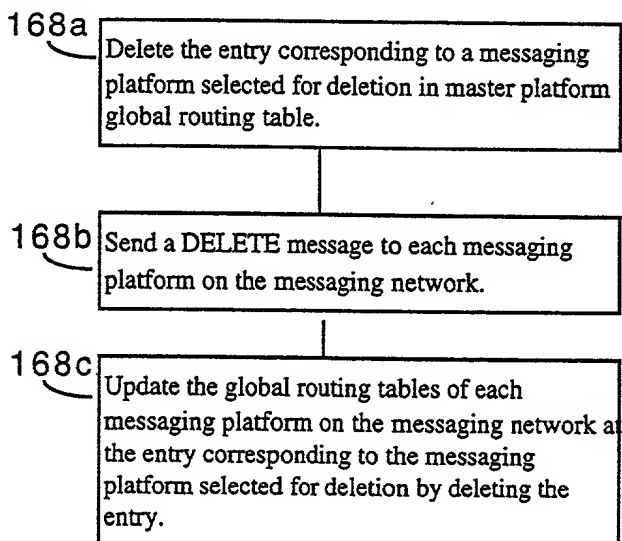 168a
Delete the entry corresponding to a messaging
platform selected for deletion in master platform
global routing table.
168b
Send a DELETE message to each messaging
platform on the messaging network.
168c
Update the global routing tables of each
messaging platform on the messaging network at
the entry corresponding to the messaging
platform selected for deletion by deleting the
entry.